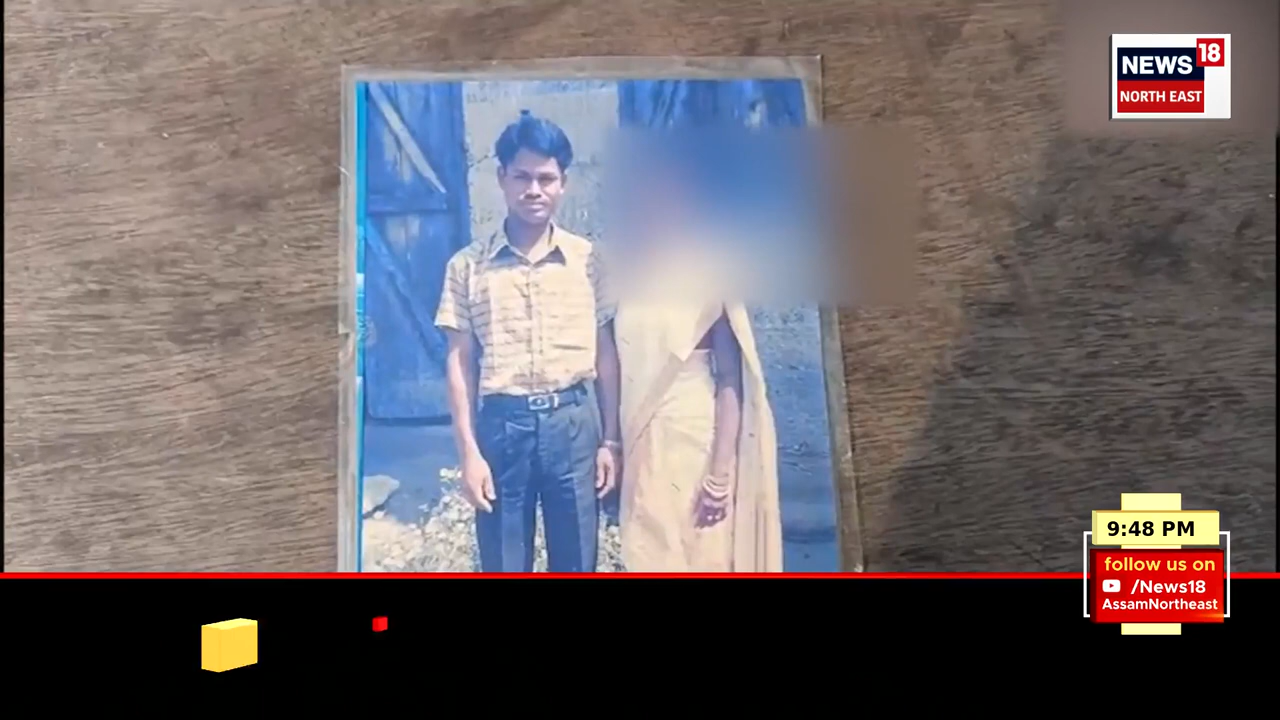 NEWS 18
NORTH EAST
9:48 PM
follow us on
/News18
AssamNortheast